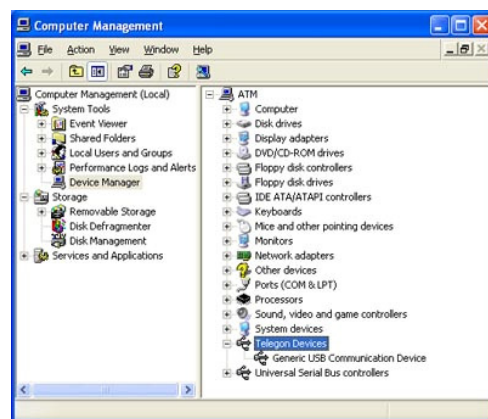 Computer Management
File Action View Window Help
Computer Management (Local)
System Tools
Event Viewer
Shared Folders
Local Users and Groups
Performance Logs and Alerts
Device Manager
Storage
Removable Storage
Disk Defragmenter
Disk Management
Services and Applications
ATM
Computer
Disk drives
Display adapters
DVD/CD-ROM drives
Floppy disk controllers
Floppy disk drives
IDE ATA/ATAPI controllers
Keyboards
Mice and other pointing devices
Monitors
Network adapters
Other devices
Ports (COM & LPT)
Processors
Sound, video and game controllers
System devices
Telegon Devices
Generic USB Communication Device
Universal Serial Bus controllers